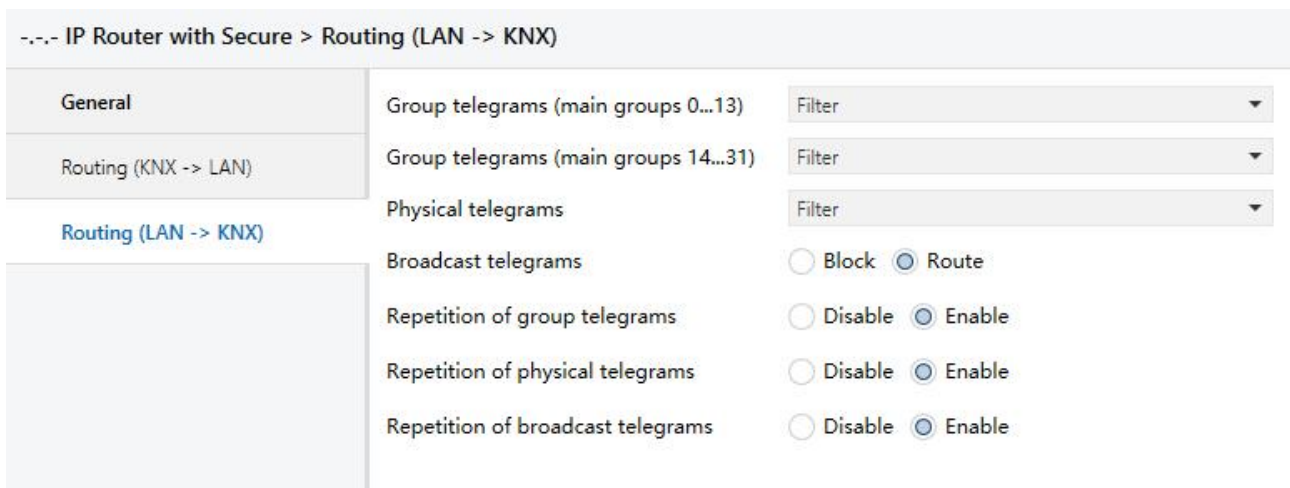 -.-.- IP Router with Secure > Routing (LAN -> KNX)
General
Routing (KNX -> LAN)
Routing (LAN -> KNX)
Group telegrams (main groups 0...13) Filter
Group telegrams (main groups 14...31) Filter
Physical telegrams Filter
Broadcast telegrams Block Route
Repetition of group telegrams Disable Enable
Repetition of physical telegrams Disable Enable
Repetition of broadcast telegrams Disable Enable